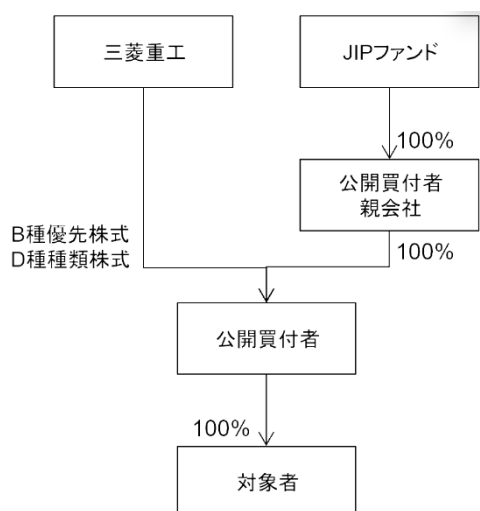 三菱重工
JIPファンド
100%
公開買付者
親会社
B種優先株式
D種種類株式
100%
公開買付者
100%
対象者